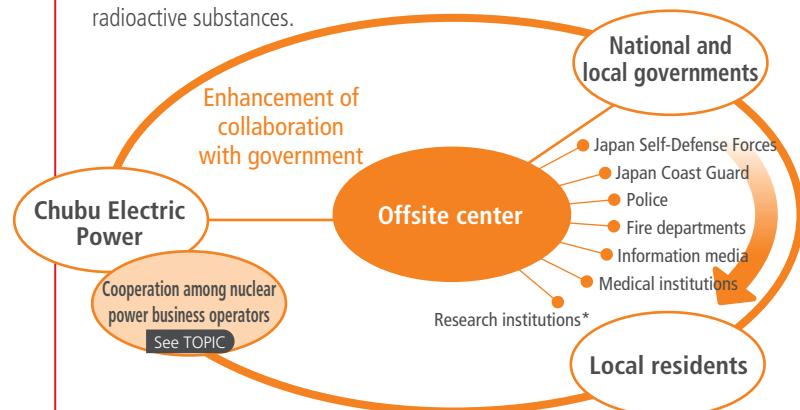 radioactive substances.
National and
local governments
Enhancement of
collaboration
with government
Japan Self-Defense Forces
Japan Coast Guard
Police
Fire departments
Information media
Medical institutions
Research institutions*
Offsite center
Chubu Electric
Power
Cooperation among nuclear
power business operators
See TOPIC
Local residents